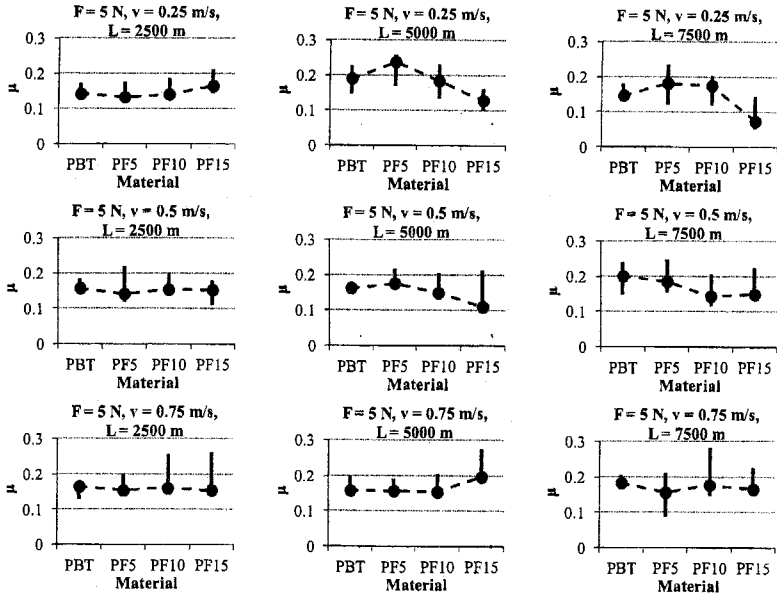 F = 5 N, v = 0.25 m/s,
L = 2500 m
0.3
0.2
0.1
0
μ
PBT PF5 PF10 PF15
Material
F = 5 N, v = 0.25 m/s,
L = 5000 m
0.3
0.2
0.1
0
μ
PBT PF5 PF10 PF15
Material
F = 5 N, v = 0.25 m/s,
L = 7500 m
0.3
0.2
0.1
0
μ
PBT PF5 PF10 PF15
Material
F = 5 N, v = 0.5 m/s,
L = 2500 m
0.3
0.2
0.1
0
μ
PBT PF5 PF10 PF15
Material
F = 5 N, v = 0.5 m/s,
L = 5000 m
0.3
0.2
0.1
0
μ
PBT PF5 PF10 PF15
Material
F = 5 N, v = 0.5 m/s,
L = 7500 m
0.3
0.2
0.1
0
μ
PBT PF5 PF10 PF15
Material
F = 5 N, v = 0.75 m/s,
L = 2500 m
0.3
0.2
0.1
0
μ
PBT PF5 PF10 PF15
Material
F = 5 N, v = 0.75 m/s,
L = 5000 m
0.3
0.2
0.1
0
μ
PBT PF5 PF10 PF15
Material
F = 5 N, v = 0.75 m/s,
L = 7500 m
0.3
0.2
0.1
0
μ
PBT PF5 PF10 PF15
Material